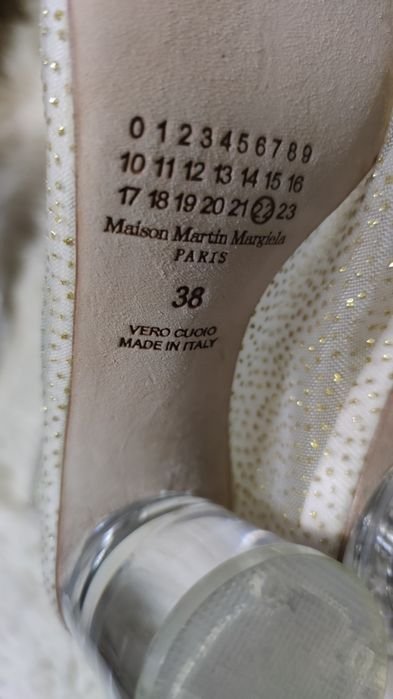 0 1 2 3 4 5 6 7 8 9
10 11 12 13 14 15 16
17 18 19 20 21 22 23
Maison Martin Margiela
PARIS
38
VERO CUOIO
MADE IN ITALY